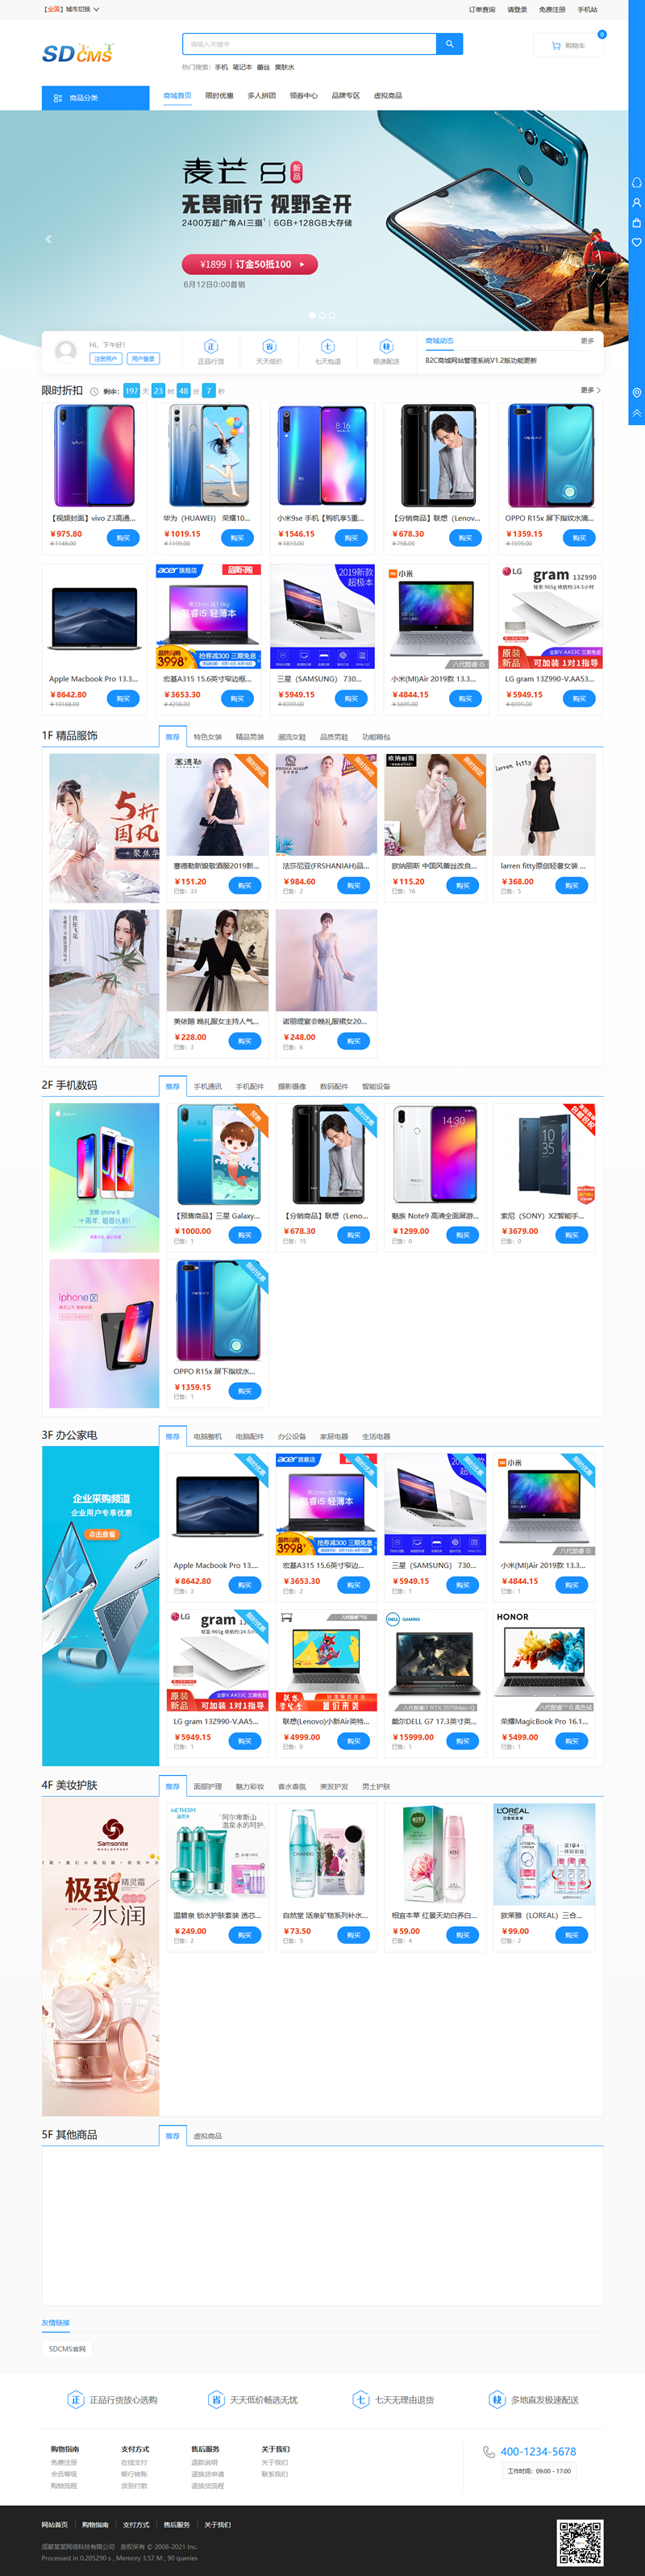 【全国】城市切换
订单查询 请登录 免费注册 手机站
SDCMS
请输入关键字
购物车
0
热门搜索: 手机 笔记本 蕾丝 爽肤水
商品分类
商城首页 限时优惠 多人拼团 领券中心 品牌专区 虚拟商品
麦芒8 新品
无畏前行 视野全开
2400万超广角AI三摄 | 6GB+128GB大存储
¥1899 | 订金50抵100
6月12日0:00首销
Hi, 下午好!
注册用户 用户登录
正 省 七 快
正品行货 天天低价 七天包退 极速配送
商城动态 更多
B2C商城网站管理系统V1.2版功能更新
限时折扣 剩余: 197 天 23 时 48 分 7 秒 更多
【视频封面】vivo Z3高通...
¥975.80 购买
¥1148.00
华为（HUAWEI） 荣耀10...
¥1019.15 购买
¥1199.00
小米9se 手机【购机享5重...
¥1546.15 购买
¥1819.00
【分销商品】联想（Lenov...
¥678.30 购买
¥798.00
OPPO R15x 屏下指纹水滴...
¥1359.15 购买
¥1599.00
Apple Macbook Pro 13.3...
¥8642.80 购买
¥10168.00
宏基A315 15.6英寸窄边框...
¥3653.30 购买
¥4298.00
三星（SAMSUNG） 730...
¥5949.15 购买
¥6999.00
小米(MI)Air 2019款 13.3...
¥4844.15 购买
¥5699.00
LG gram 13Z990-V.AA53...
¥5949.15 购买
¥6999.00
1F 精品服饰 推荐 特色女装 精品男装 潮流女鞋 品质男鞋 功能箱包
5折
国风
聚焦华
塞德勒新娘敬酒服2019新...
¥151.20 购买
已售: 33
法莎尼亚(FRSHANIAH)品...
¥984.60 购买
已售: 2
欧纳丽斯 中国风蕾丝改良...
¥115.20 购买
已售: 16
larren fitty原创轻奢女装 ...
¥368.00 购买
已售: 5
美依丽 晚礼服女主持人气...
¥228.00 购买
已售: 3
诺丽缇宴会晚礼服裙女20...
¥248.00 购买
已售: 6
2F 手机数码 推荐 手机通讯 手机配件 摄影摄像 数码配件 智能设备
【预售商品】三星 Galaxy...
¥1000.00 购买
已售: 1
【分销商品】联想（Leno...
¥678.30 购买
已售: 15
魅族 Note9 高清全面屏游...
¥1299.00 购买
已售: 0
索尼（SONY）XZ智能手...
¥3679.00 购买
已售: 0
iphone X
OPPO R15x 屏下指纹水...
¥1359.15 购买
已售: 1
3F 办公家电 推荐 电脑整机 电脑配件 办公设备 家居电器 生活电器
企业采购频道
企业用户专享优惠
点击查看
Apple Macbook Pro 13....
¥8642.80 购买
已售: 3
宏基A315 15.6英寸窄边...
¥3653.30 购买
已售: 2
三星（SAMSUNG） 730...
¥5949.15 购买
已售: 1
小米(MI)Air 2019款 13.3...
¥4844.15 购买
已售: 1
LG gram 13Z990-V.AA5...
¥5949.15 购买
已售: 1
联想(Lenovo)小新Air英特...
¥4999.00 购买
已售: 0
戴尔DELL G7 17.3英寸英...
¥15999.00 购买
已售: 1
荣耀MagicBook Pro 16.1...
¥5499.00 购买
已售: 1
4F 美妆护肤 推荐 面部护理 魅力彩妆 香水香氛 美发护发 男士护肤
Samsonite
极致 精灵霜
水润
温碧泉 锁水护肤套装 透芯...
¥249.00 购买
已售: 2
自然堂 活泉矿物系列补水...
¥73.50 购买
已售: 5
相宜本草 红景天幼白养白...
¥59.00 购买
已售: 4
欧莱雅（LOREAL）三合...
¥99.00 购买
已售: 2
5F 其他商品 推荐 虚拟商品
友情链接
SDCMS官网
正 正品行货放心选购 省 天天低价畅选无忧 七 七天无理由退货 快 多地直发极速配送
购物指南 支付方式 售后服务 关于我们
免费注册 在线支付 退款说明 关于我们
会员等级 银行转账 退换货申请 联系我们
购物流程 货到付款 退换货流程
400-1234-5678
工作时间: 09:00 - 17:00
网站首页 购物指南 支付方式 售后服务 关于我们
成都某某网络科技有限公司 版权所有 © 2008-2021 Inc.
Processed in 0.205290 s , Memory 3.57 M , 90 queries